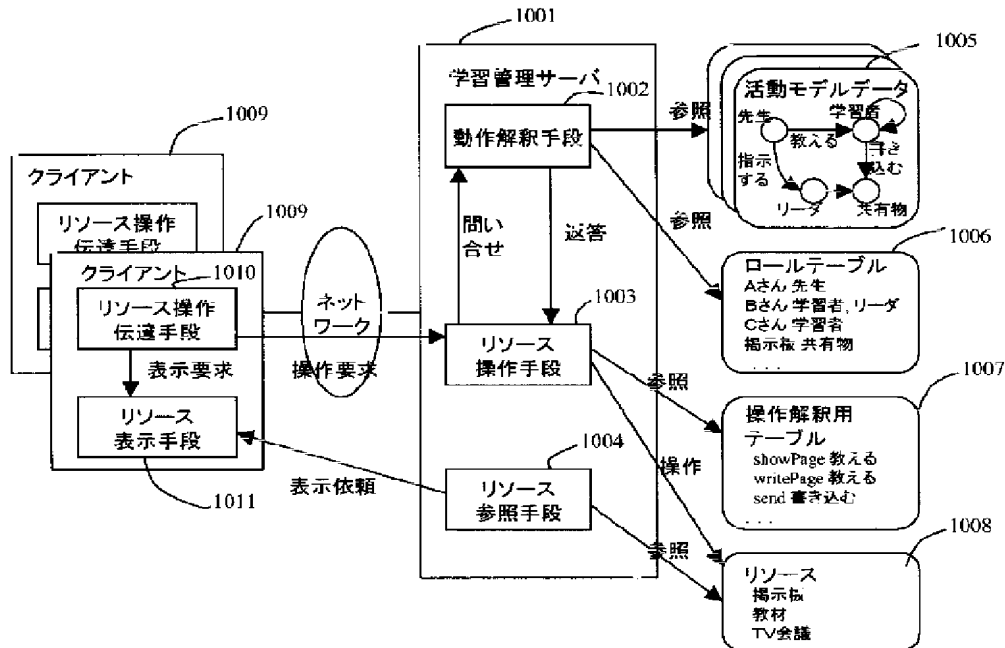 1001
学習管理サーバ
1002
動作解釈手段
問い
合せ
返答
1003
リソース
操作手段
1004
リソース
参照手段
1009
クライアント
リソース操作
伝達手段
1009
クライアント
1010
リソース操作
伝達手段
表示要求
リソース
表示手段
1011
ネット
ワーク
操作要求
表示依頼
参照
参照
参照
操作
参照
1005
活動モデルデータ
先生
学習者
教える
書き
込む
指示
する
リーダ
共有物
1006
ロールテーブル
Aさん 先生
Bさん 学習者, リーダ
Cさん 学習者
掲示板 共有物
. . .
1007
操作解釈用
テーブル
showPage 教える
writePage 教える
send 書き込む
. . .
1008
リソース
掲示板
教材
TV会議